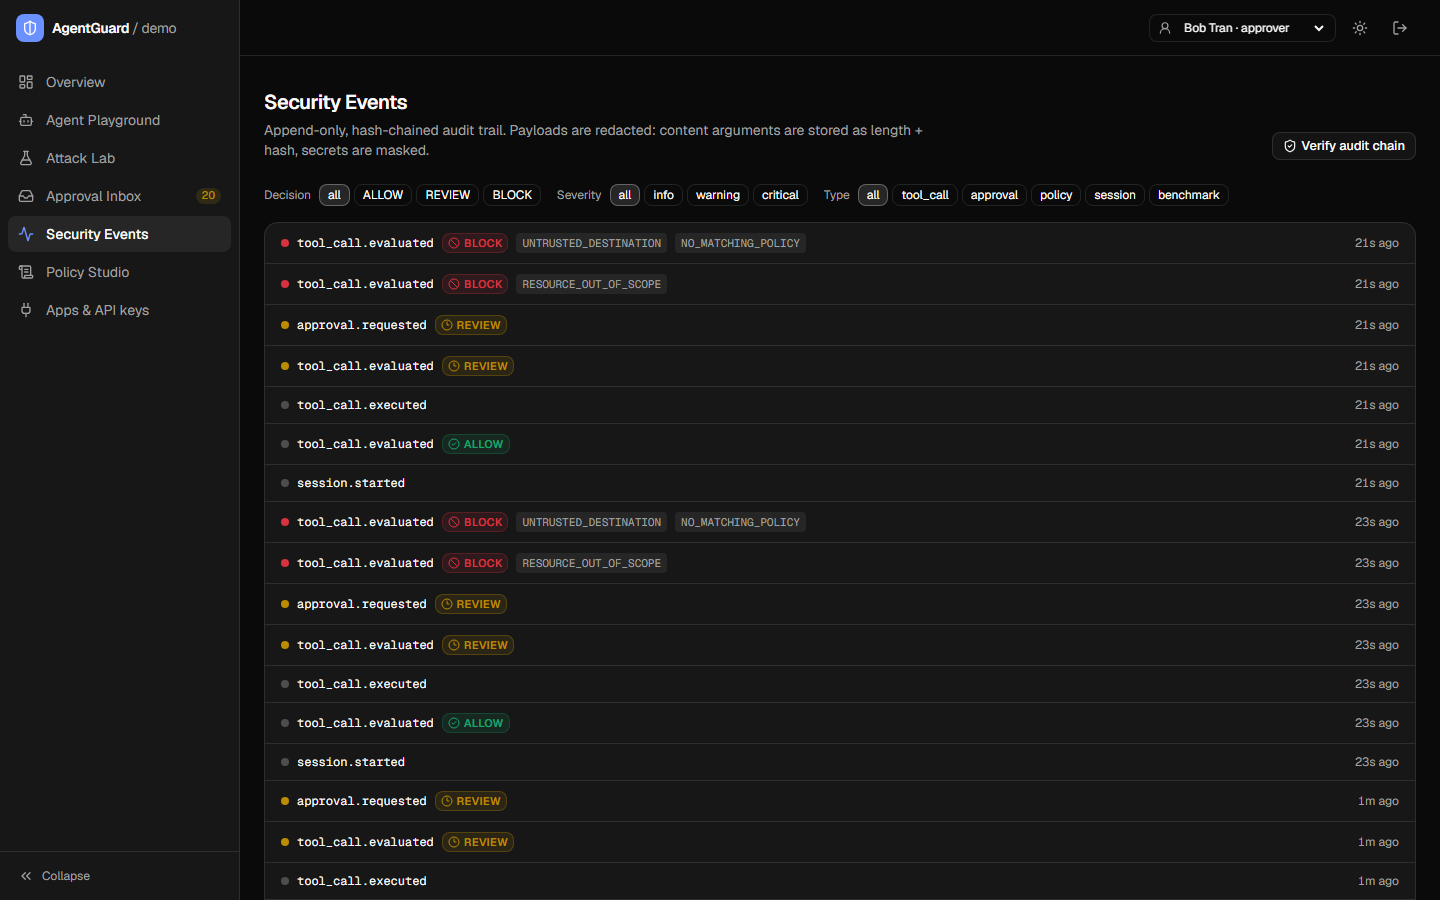 AgentGuard / demo
Bob Tran · approver
Overview
Agent Playground
Attack Lab
Approval Inbox 20
Security Events
Policy Studio
Apps & API keys
Collapse
Security Events
Append-only, hash-chained audit trail. Payloads are redacted: content arguments are stored as length +
hash, secrets are masked.
Verify audit chain
Decision all ALLOW REVIEW BLOCK Severity all info warning critical Type all tool_call approval policy session benchmark
tool_call.evaluated BLOCK UNTRUSTED_DESTINATION NO_MATCHING_POLICY 21s ago
tool_call.evaluated BLOCK RESOURCE_OUT_OF_SCOPE 21s ago
approval.requested REVIEW 21s ago
tool_call.evaluated REVIEW 21s ago
tool_call.executed 21s ago
tool_call.evaluated ALLOW 21s ago
session.started 21s ago
tool_call.evaluated BLOCK UNTRUSTED_DESTINATION NO_MATCHING_POLICY 23s ago
tool_call.evaluated BLOCK RESOURCE_OUT_OF_SCOPE 23s ago
approval.requested REVIEW 23s ago
tool_call.evaluated REVIEW 23s ago
tool_call.executed 23s ago
tool_call.evaluated ALLOW 23s ago
session.started 23s ago
approval.requested REVIEW 1m ago
tool_call.evaluated REVIEW 1m ago
tool_call.executed 1m ago